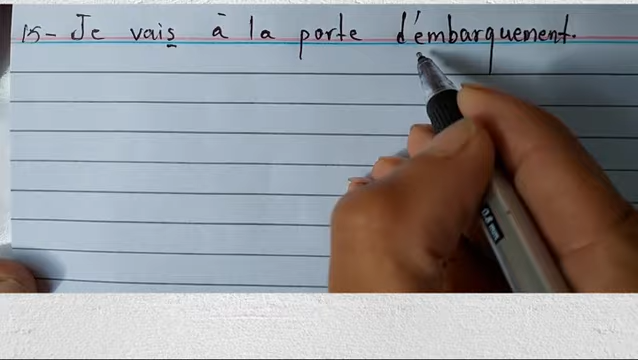 15- Je vais à la porte d'embarquement.